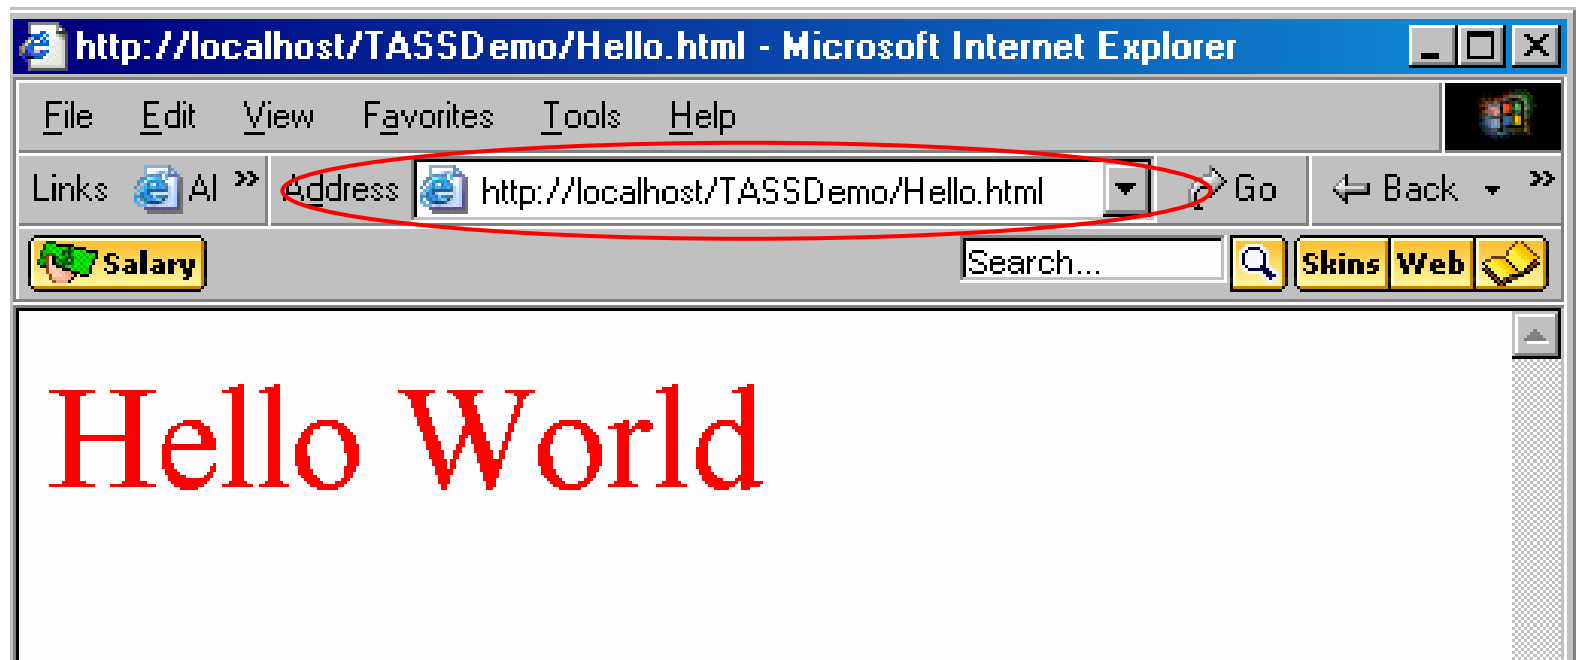 http://localhost/TASSDemo/Hello.html - Microsoft Internet Explorer
File Edit View Favorites Tools Help
Links Al » Address http://localhost/TASSDemo/Hello.html Go Back »
Salary Search... Skins Web
Hello World